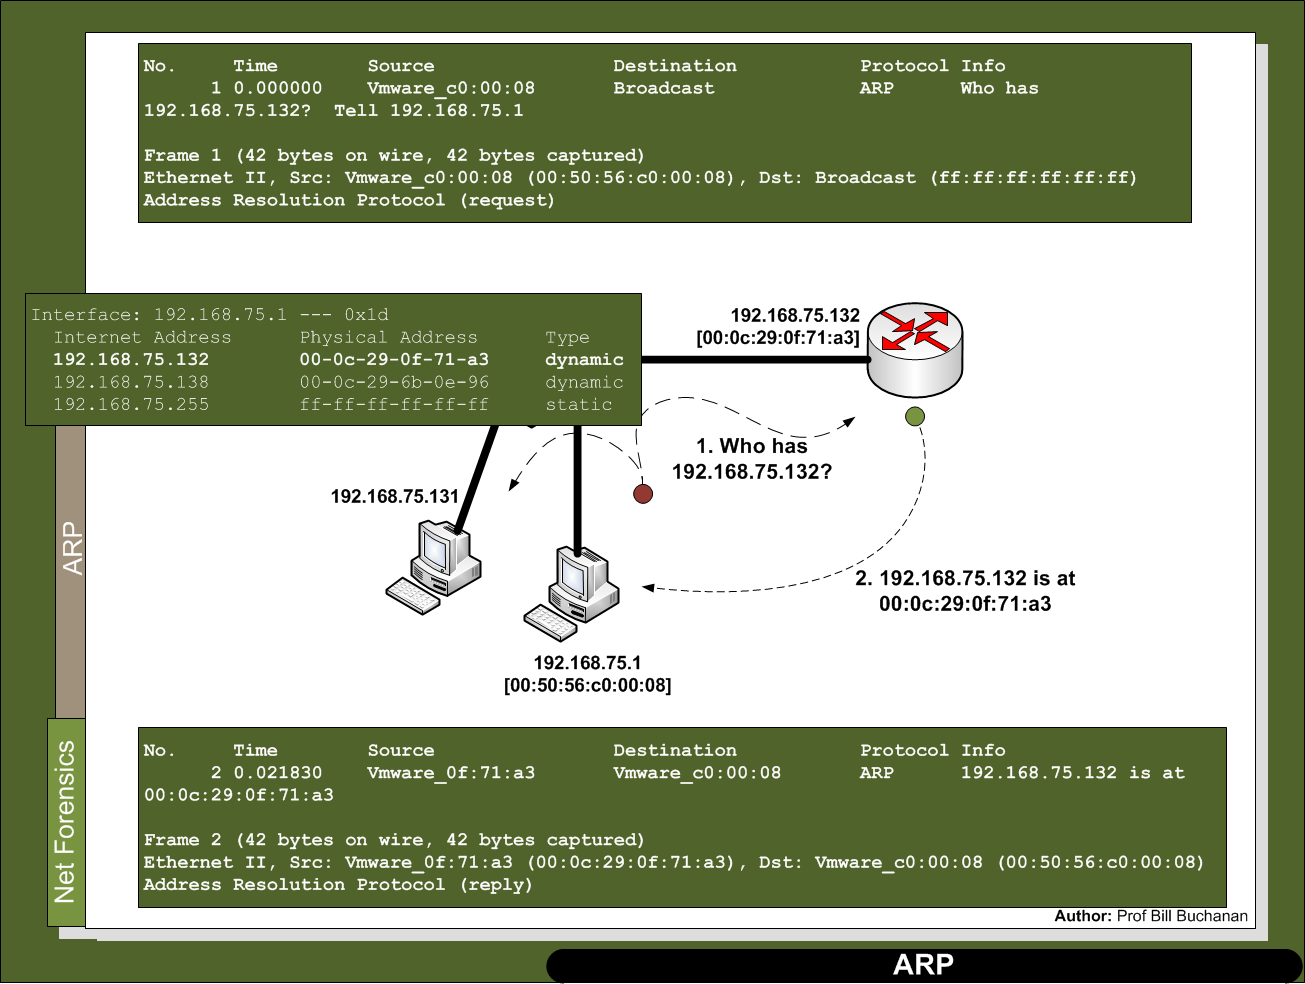 No. Time Source Destination Protocol Info
1 0.000000 Vmware_c0:00:08 Broadcast ARP Who has
192.168.75.132? Tell 192.168.75.1
Frame 1 (42 bytes on wire, 42 bytes captured)
Ethernet II, Src: Vmware_c0:00:08 (00:50:56:c0:00:08), Dst: Broadcast (ff:ff:ff:ff:ff:ff)
Address Resolution Protocol (request)
Interface: 192.168.75.1 --- 0x1d
Internet Address Physical Address Type
192.168.75.132 00-0c-29-0f-71-a3 dynamic
192.168.75.138 00-0c-29-6b-0e-96 dynamic
192.168.75.255 ff-ff-ff-ff-ff-ff static
192.168.75.132
[00:0c:29:0f:71:a3]
1. Who has
192.168.75.132?
192.168.75.131
2. 192.168.75.132 is at
00:0c:29:0f:71:a3
192.168.75.1
[00:50:56:c0:00:08]
ARP
Net Forensics
No. Time Source Destination Protocol Info
2 0.021830 Vmware_0f:71:a3 Vmware_c0:00:08 ARP 192.168.75.132 is at
00:0c:29:0f:71:a3
Frame 2 (42 bytes on wire, 42 bytes captured)
Ethernet II, Src: Vmware_0f:71:a3 (00:0c:29:0f:71:a3), Dst: Vmware_c0:00:08 (00:50:56:c0:00:08)
Address Resolution Protocol (reply)
Author: Prof Bill Buchanan
ARP